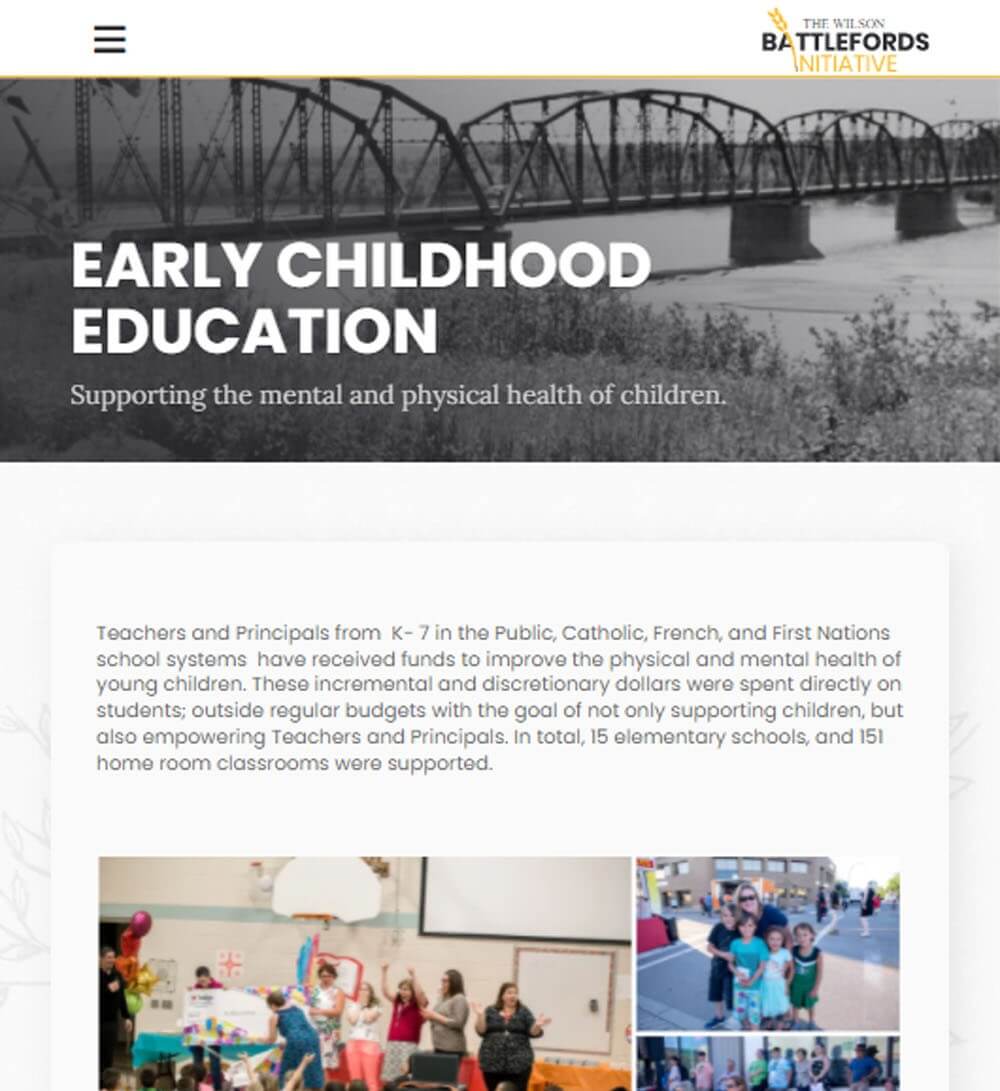 THE WILSON
BATTLEFORDS
INITIATIVE
EARLY CHILDHOOD
EDUCATION
Supporting the mental and physical health of children.
Teachers and Principals from  K- 7 in the Public, Catholic, French, and First Nations
school systems  have received funds to improve the physical and mental health of
young children. These incremental and discretionary dollars were spent directly on
students; outside regular budgets with the goal of not only supporting children, but
also empowering Teachers and Principals. In total, 15 elementary schools, and 151
home room classrooms were supported.